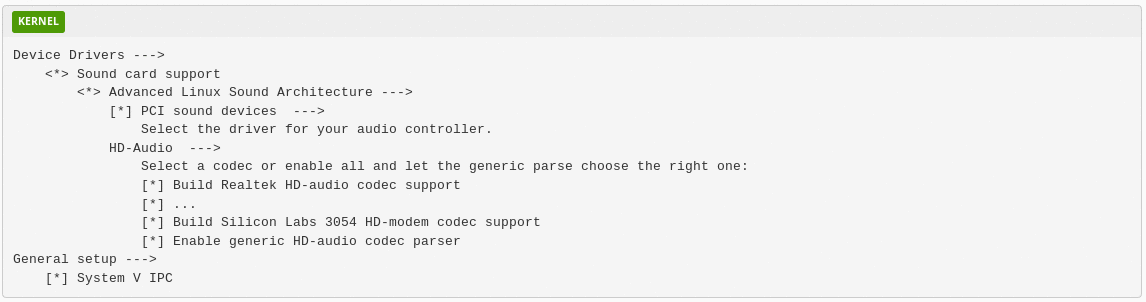 KERNEL
Device Drivers --->
    <*> Sound card support
        <*> Advanced Linux Sound Architecture --->
            [*] PCI sound devices  --->
                Select the driver for your audio controller.
            HD-Audio  --->
                Select a codec or enable all and let the generic parse choose the right one:
                [*] Build Realtek HD-audio codec support
                [*] ...
                [*] Build Silicon Labs 3054 HD-modem codec support
                [*] Enable generic HD-audio codec parser
General setup --->
    [*] System V IPC